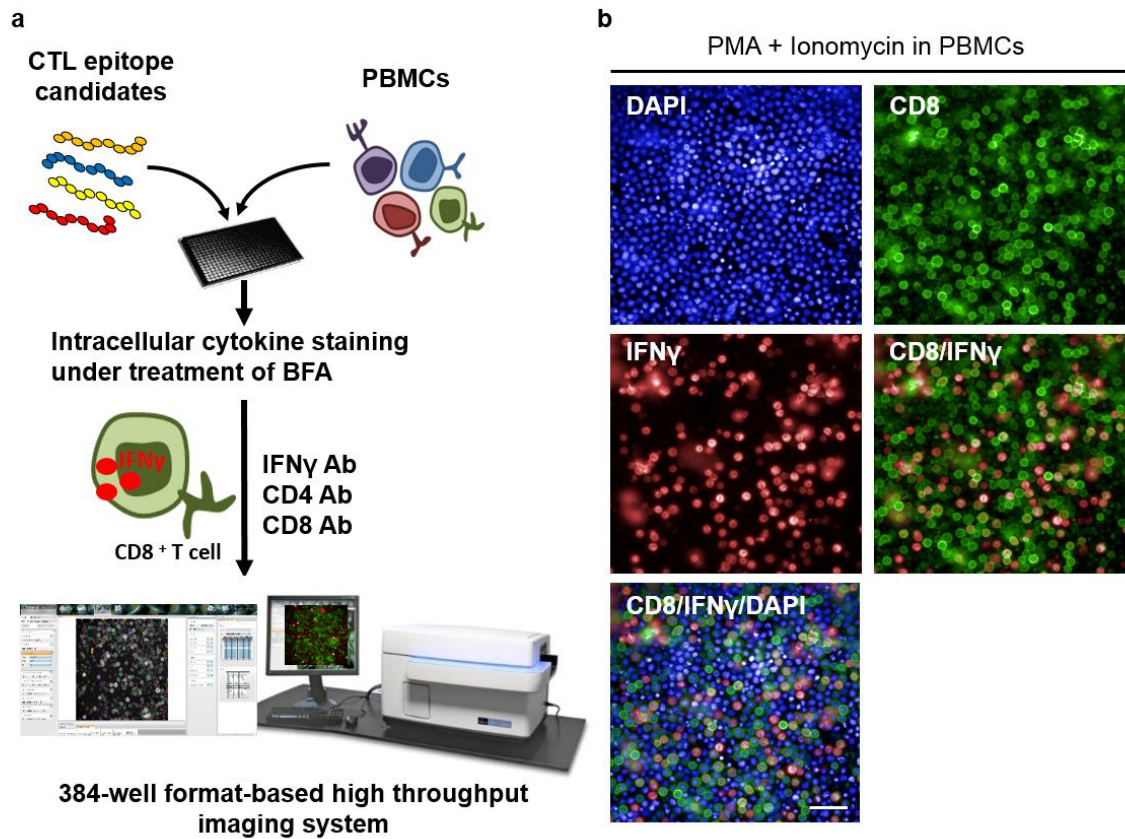 a
CTL epitope
candidates
PBMCs
Intracellular cytokine staining
under treatment of BFA
IFNγ
CD8 + T cell
IFNγ Ab
CD4 Ab
CD8 Ab
384-well format-based high throughput
imaging system
b
PMA + Ionomycin in PBMCs
DAPI
CD8
IFNγ
CD8/IFNγ
CD8/IFNγ/DAPI